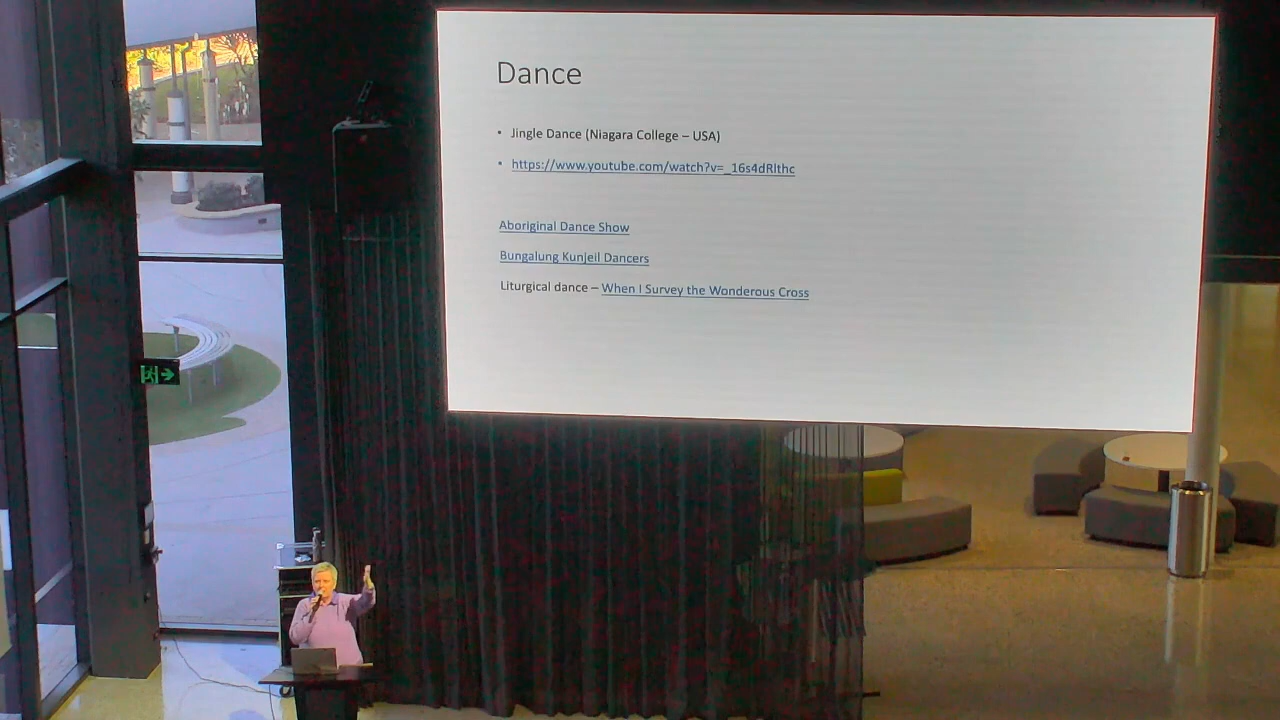 Dance
• Jingle Dance (Niagara College – USA)
• https://www.youtube.com/watch?v=_16s4dRlthc
Aboriginal Dance Show
Bungalung Kunjeil Dancers
Liturgical dance – When I Survey the Wonderous Cross